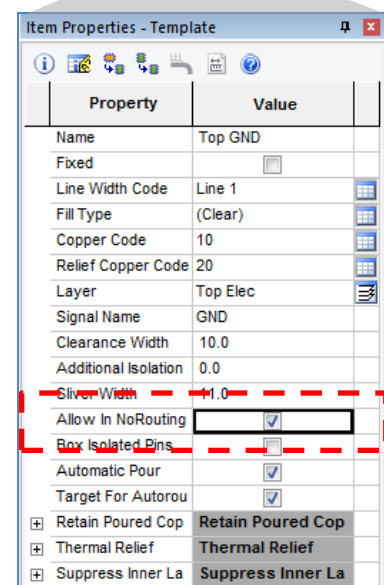 Item Properties - Template
Property Value
Name Top GND
Fixed
Line Width Code Line 1
Fill Type (Clear)
Copper Code 10
Relief Copper Code 20
Layer Top Elec
Signal Name GND
Clearance Width 10.0
Additional Isolation 0.0
Sliver Width 11.0
Allow In NoRouting
Box Isolated Pins
Automatic Pour
Target For Autorou
Retain Poured Cop Retain Poured Cop
Thermal Relief Thermal Relief
Suppress Inner La Suppress Inner La